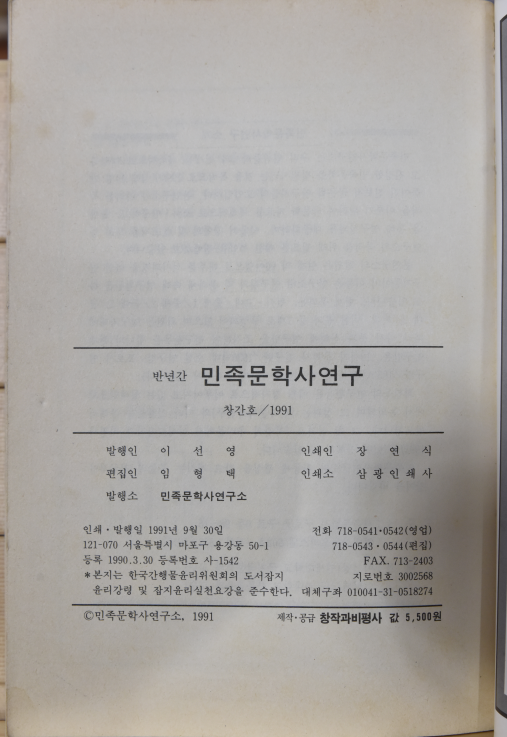 반년간 민족문학사연구
창간호/1991
발행인 이 선 영 인쇄인 장 연 식
편집인 임 형 택 인쇄소 삼광인쇄사
발행소 민족문학사연구소
인쇄·발행일 1991년 9월 30일 전화 718-0541·0542(영업)
121-070 서울특별시 마포구 용강동 50-1 718-0543·0544(편집)
등록 1990.3.30 등록번호 사-1542 FAX. 713-2403
*본지는 한국간행물윤리위원회의 도서잡지 지로번호 3002568
윤리강령 및 잡지윤리실천요강을 준수한다. 대체구좌 010041-31-0518274
©민족문학사연구소, 1991 제작·공급 창작과비평사 값 5,500원